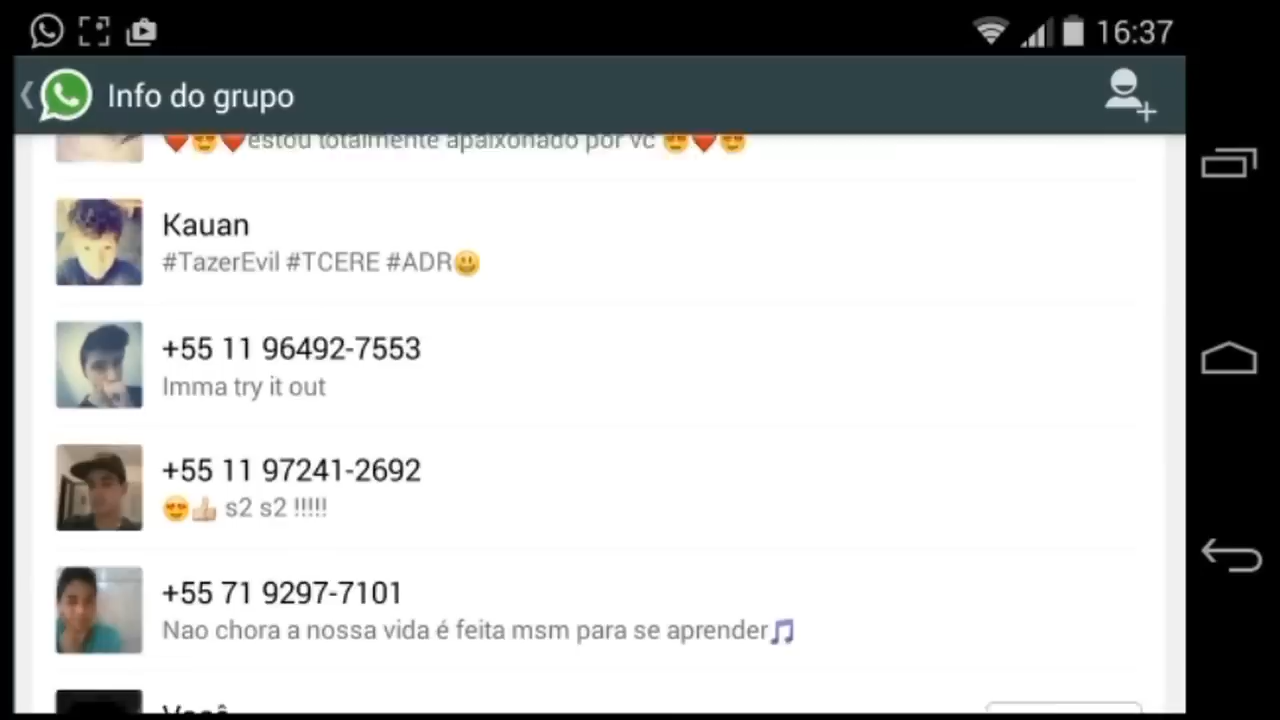 16:37
Info do grupo
❤😍❤estou totalmente apaixonado por vc 😍❤😍
Kauan
#TazerEvil #TCERE #ADR😃
+55 11 96492-7553
Imma try it out
+55 11 97241-2692
😍👍 s2 s2 !!!!!
+55 71 9297-7101
Nao chora a nossa vida é feita msm para se aprender🎵
Você